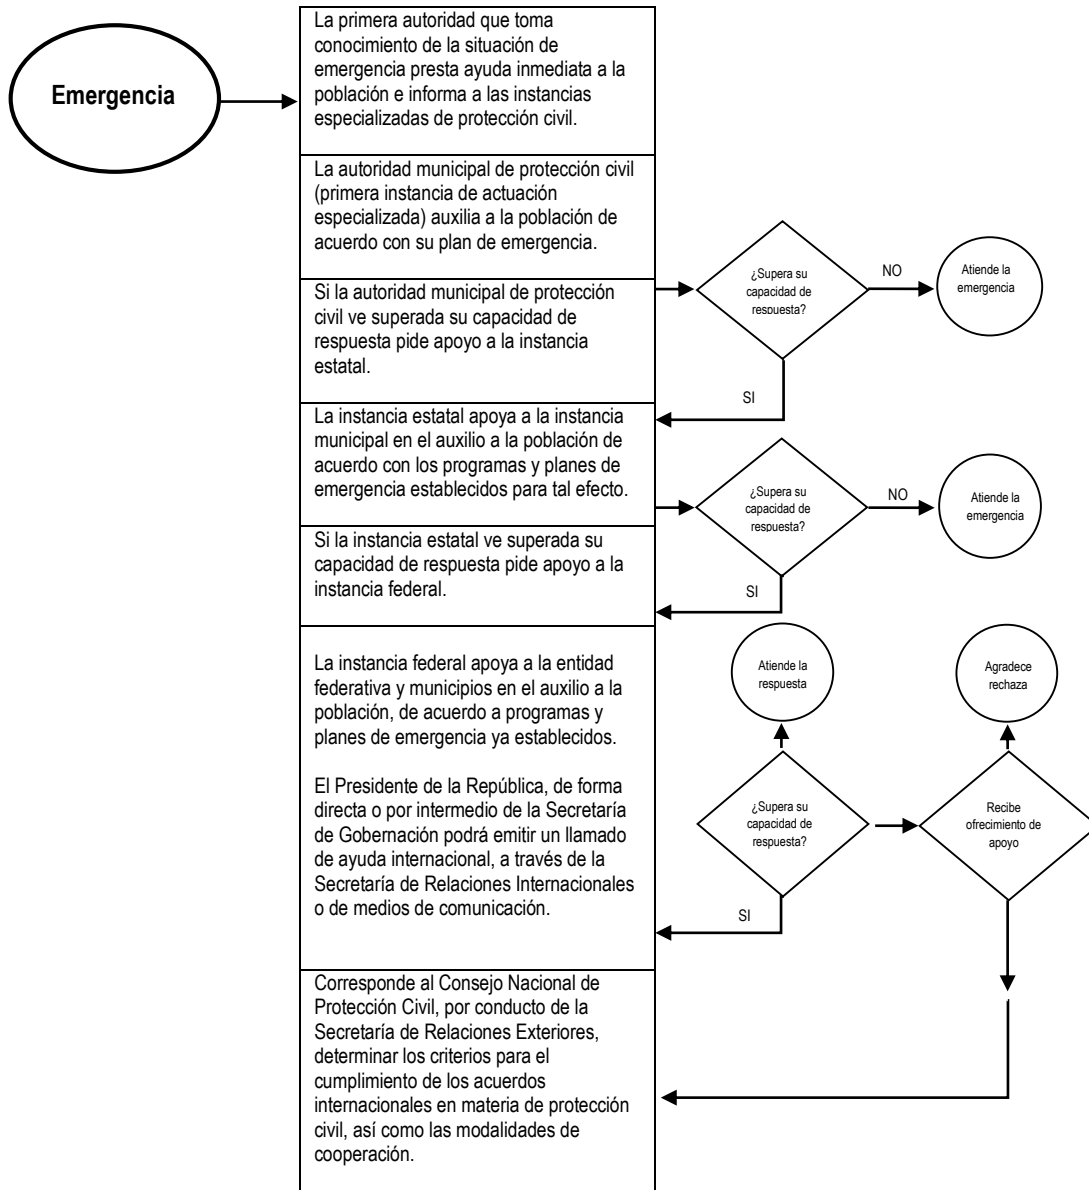 Emergencia
La primera autoridad que toma
conocimiento de la situación de
emergencia presta ayuda inmediata a la
población e informa a las instancias
especializadas de protección civil.
La autoridad municipal de protección civil
(primera instancia de actuación
especializada) auxilia a la población de
acuerdo con su plan de emergencia.
Si la autoridad municipal de protección
civil ve superada su capacidad de
respuesta pide apoyo a la instancia
estatal.
¿Supera su
capacidad de
respuesta?
NO
Atiende la
emergencia
SI
La instancia estatal apoya a la instancia
municipal en el auxilio a la población de
acuerdo con los programas y planes de
emergencia establecidos para tal efecto.
Si la instancia estatal ve superada su
capacidad de respuesta pide apoyo a la
instancia federal.
¿Supera su
capacidad de
respuesta?
NO
Atiende la
emergencia
SI
La instancia federal apoya a la entidad
federativa y municipios en el auxilio a la
población, de acuerdo a programas y
planes de emergencia ya establecidos.
El Presidente de la República, de forma
directa o por intermedio de la Secretaría
de Gobernación podrá emitir un llamado
de ayuda internacional, a través de la
Secretaría de Relaciones Internacionales
o de medios de comunicación.
Atiende la
respuesta
Agradece
rechaza
¿Supera su
capacidad de
respuesta?
Recibe
ofrecimiento de
apoyo
SI
Corresponde al Consejo Nacional de
Protección Civil, por conducto de la
Secretaría de Relaciones Exteriores,
determinar los criterios para el
cumplimiento de los acuerdos
internacionales en materia de protección
civil, así como las modalidades de
cooperación.